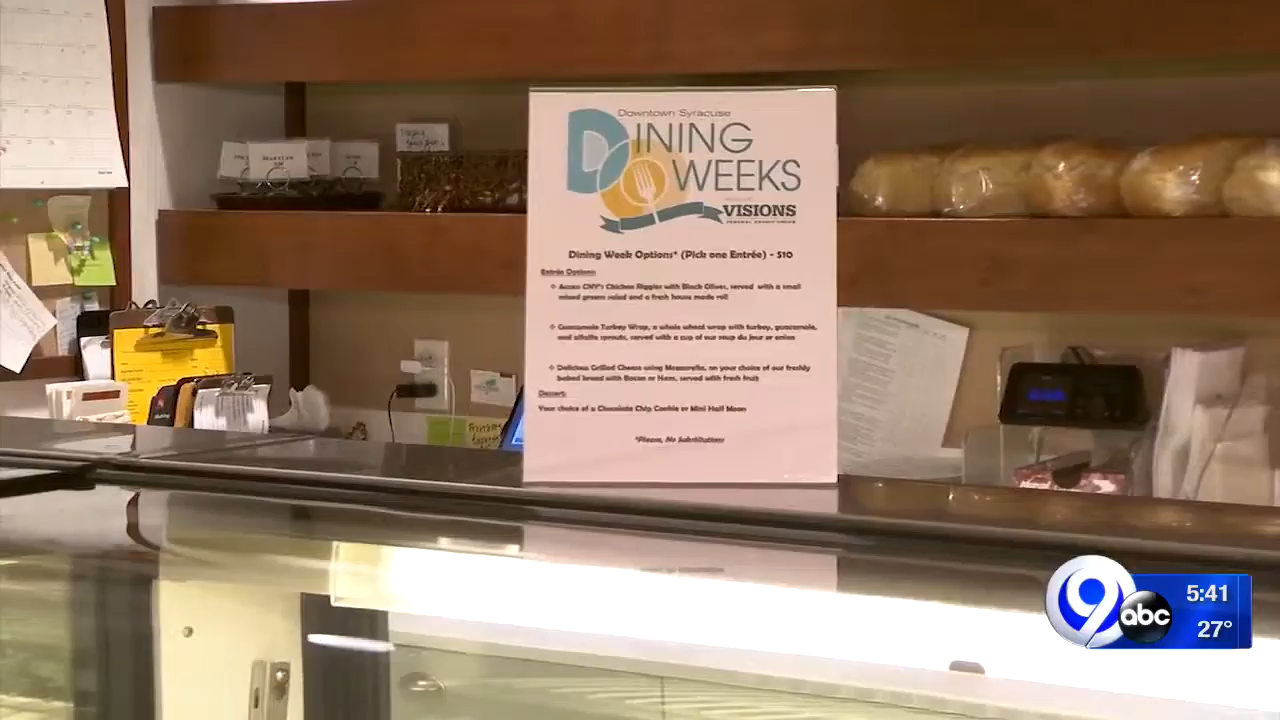 Downtown Syracuse
DINING
WEEKS
VISIONS
FEDERAL CREDIT UNION
Dining Week Options* (Pick one Entrée) - $10
Entrée Options:
Access CNY's Chicken Riggies with Black Olives, served with a small
mixed greens salad and a fresh house made roll
Guacamole Turkey Wrap, a whole wheat wrap with turkey, guacamole,
and alfalfa sprouts, served with a cup of our soup du jour or onion
Delicious Grilled Cheese using Mozzarella, on your choice of our freshly
baked bread with Bacon or Ham, served with fresh fruit
Dessert:
Your choice of a Chocolate Chip Cookie or Mini Half Moon
*Please, No Substitutions
9
abc
5:41
27°